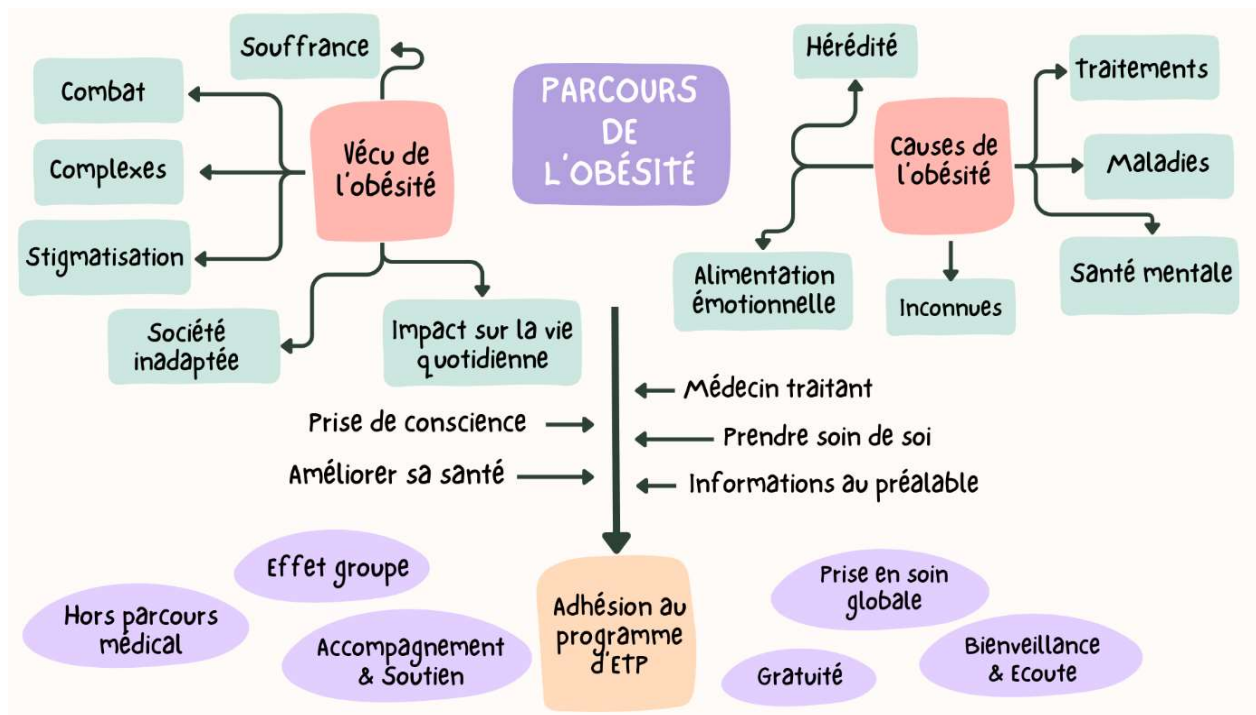 Souffrance
Combat
Complexes
Stigmatisation
Vécu de
l'obésité
Société
inadaptée
Impact sur la vie
quotidienne
PARCOURS
DE
L'OBÉSITÉ
Hérédité
Traitements
Causes de
l'obésité
Maladies
Alimentation
émotionnelle
Inconnues
Santé mentale
Médecin traitant
Prise de conscience
Prendre soin de soi
Améliorer sa santé
Informations au préalable
Effet groupe
Hors parcours
médical
Accompagnement
& Soutien
Adhésion au
programme
d'ETP
Prise en soin
globale
Gratuité
Bienveillance
& Ecoute